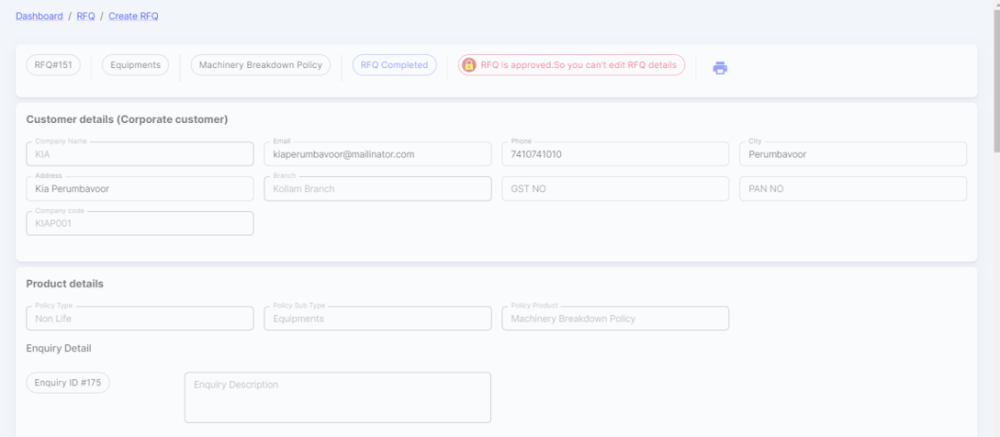 Dashboard / RFQ / Create RFQ
RFQ#151 Equipments Machinery Breakdown Policy RFQ Completed RFQ is approved.So you can't edit RFQ details
Customer details (Corporate customer)
Company Name Email Phone City
KIA kiaperumbavoor@mailinator.com 7410741010 Perumbavoor
Address Branch
Kia Perumbavoor Kollam Branch GST NO PAN NO
Company code
KIAP001
Product details
Policy Type Policy Sub Type Policy Product
Non Life Equipments Machinery Breakdown Policy
Enquiry Detail
Enquiry ID #175 Enquiry Description